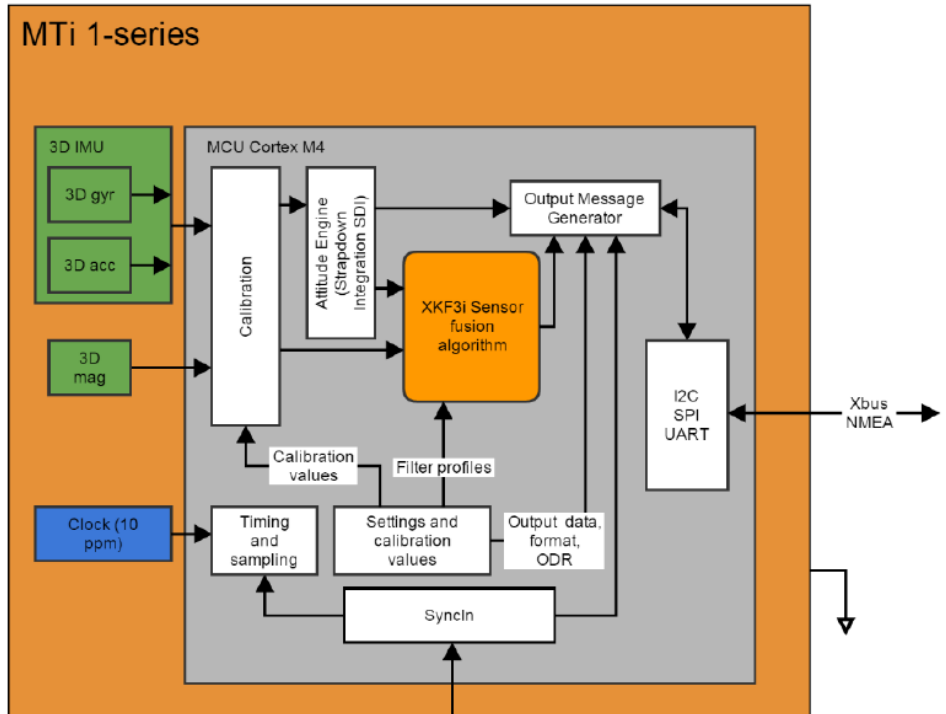 MTi 1-series
3D IMU
3D gyr
3D acc
3D
mag
Clock (10
ppm)
MCU Cortex M4
Calibration
Attitude Engine
(Strapdown
Integration SDI)
Output Message
Generator
XKF3i Sensor
fusion
algorithm
I2C
SPI
UART
Xbus
NMEA
Calibration
values
Filter profiles
Timing
and
sampling
Settings and
calibration
values
Output data,
format,
ODR
SyncIn